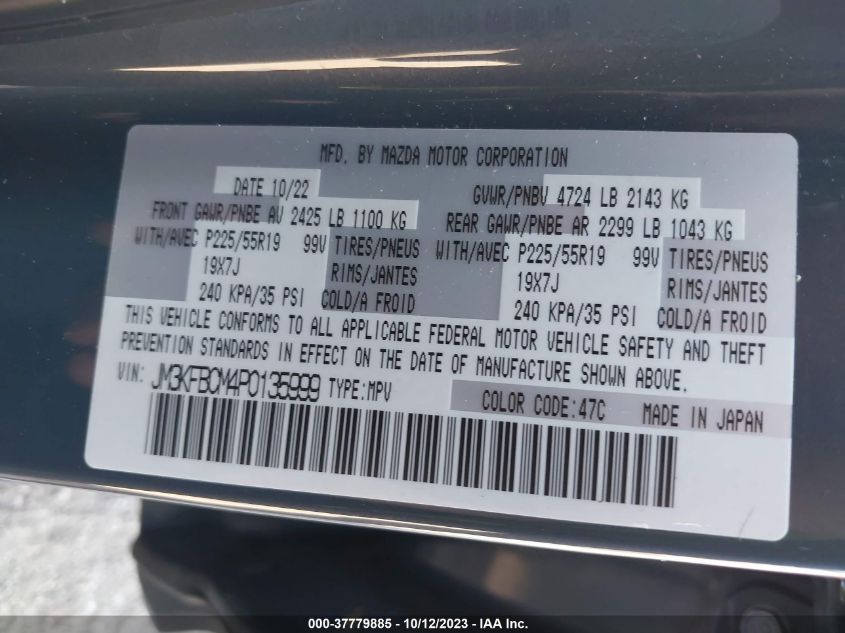 MFD. BY MAZDA MOTOR CORPORATION
DATE 10/22 GVWR/PNBV 4724 LB 2143 KG
FRONT GAWR/PNBE AV 2425 LB 1100 KG REAR GAWR/PNBE AR 2299 LB 1043 KG
WITH/AVEC P225/55R19 99V TIRES/PNEUS WITH/AVEC P225/55R19 99V TIRES/PNEUS
19X7J RIMS/JANTES 19X7J RIMS/JANTES
240 KPA/35 PSI COLD/A FROID 240 KPA/35 PSI COLD/A FROID
THIS VEHICLE CONFORMS TO ALL APPLICABLE FEDERAL MOTOR VEHICLE SAFETY AND THEFT
PREVENTION STANDARDS IN EFFECT ON THE DATE OF MANUFACTURE SHOWN ABOVE.
VIN: JM3KFBCM4P0135999 TYPE:MPV
COLOR CODE:47C MADE IN JAPAN
000-37779885 - 10/12/2023 - IAA Inc.